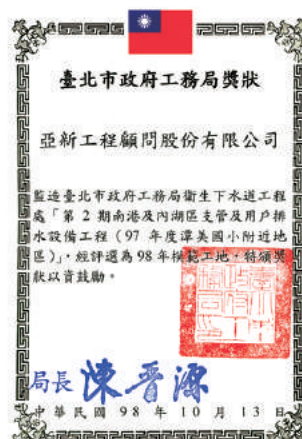 臺北市政府工務局獎狀
亞新工程顧問股份有限公司
監造臺北市政府工務局衛生下水道工程
處「第 2 期南港及內湖區支管及用戶排
水設備工程（97 年度潭美國小附近地
區）」，經評選為 98 年模範工地，特頒獎
狀以資鼓勵。
局長 陳晉源
中華民國 98 年 10 月 13 日